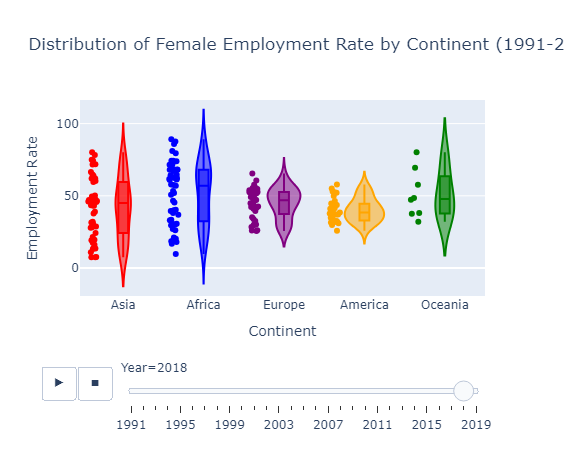 Distribution of Female Employment Rate by Continent (1991-2
Employment Rate
100
50
0
Asia Africa Europe America Oceania
Continent
Year=2018
1991 1995 1999 2003 2007 2011 2015 2019